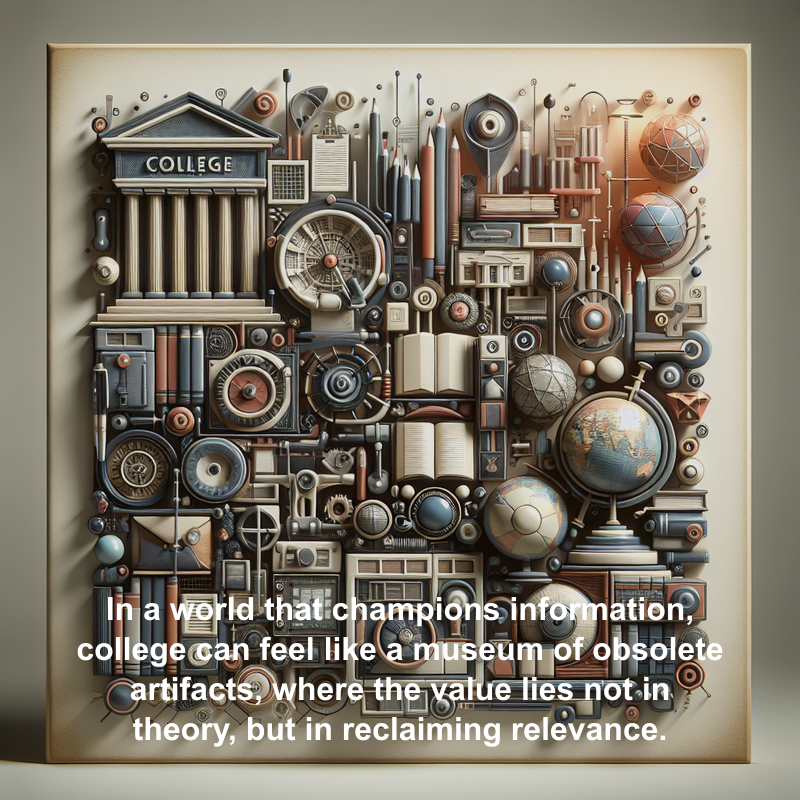 COLLEGE
In a world that champions information,
college can feel like a museum of obsolete
artifacts, where the value lies not in
theory, but in reclaiming relevance.